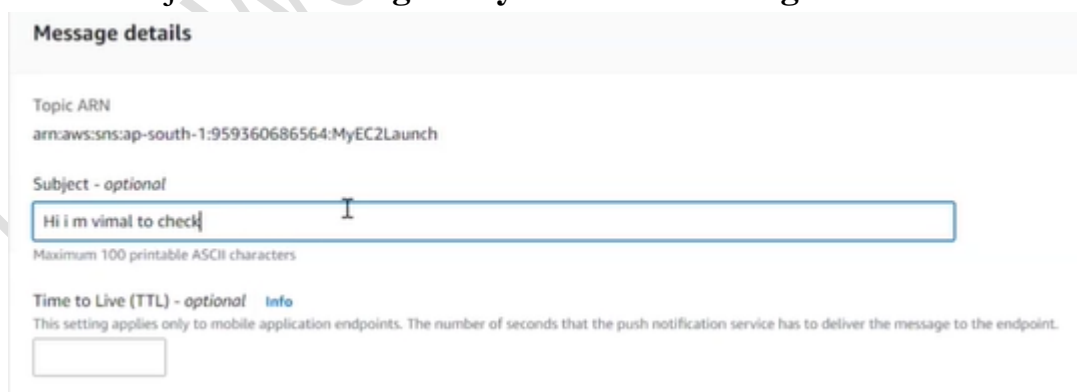 Message details
Topic ARN
arn:aws:sns:ap-south-1:959360686564:MyEC2Launch
Subject - optional
Hi i m vimal to check
Maximum 100 printable ASCII characters
Time to Live (TTL) - optional Info
This setting applies only to mobile application endpoints. The number of seconds that the push notification service has to deliver the message to the endpoint.